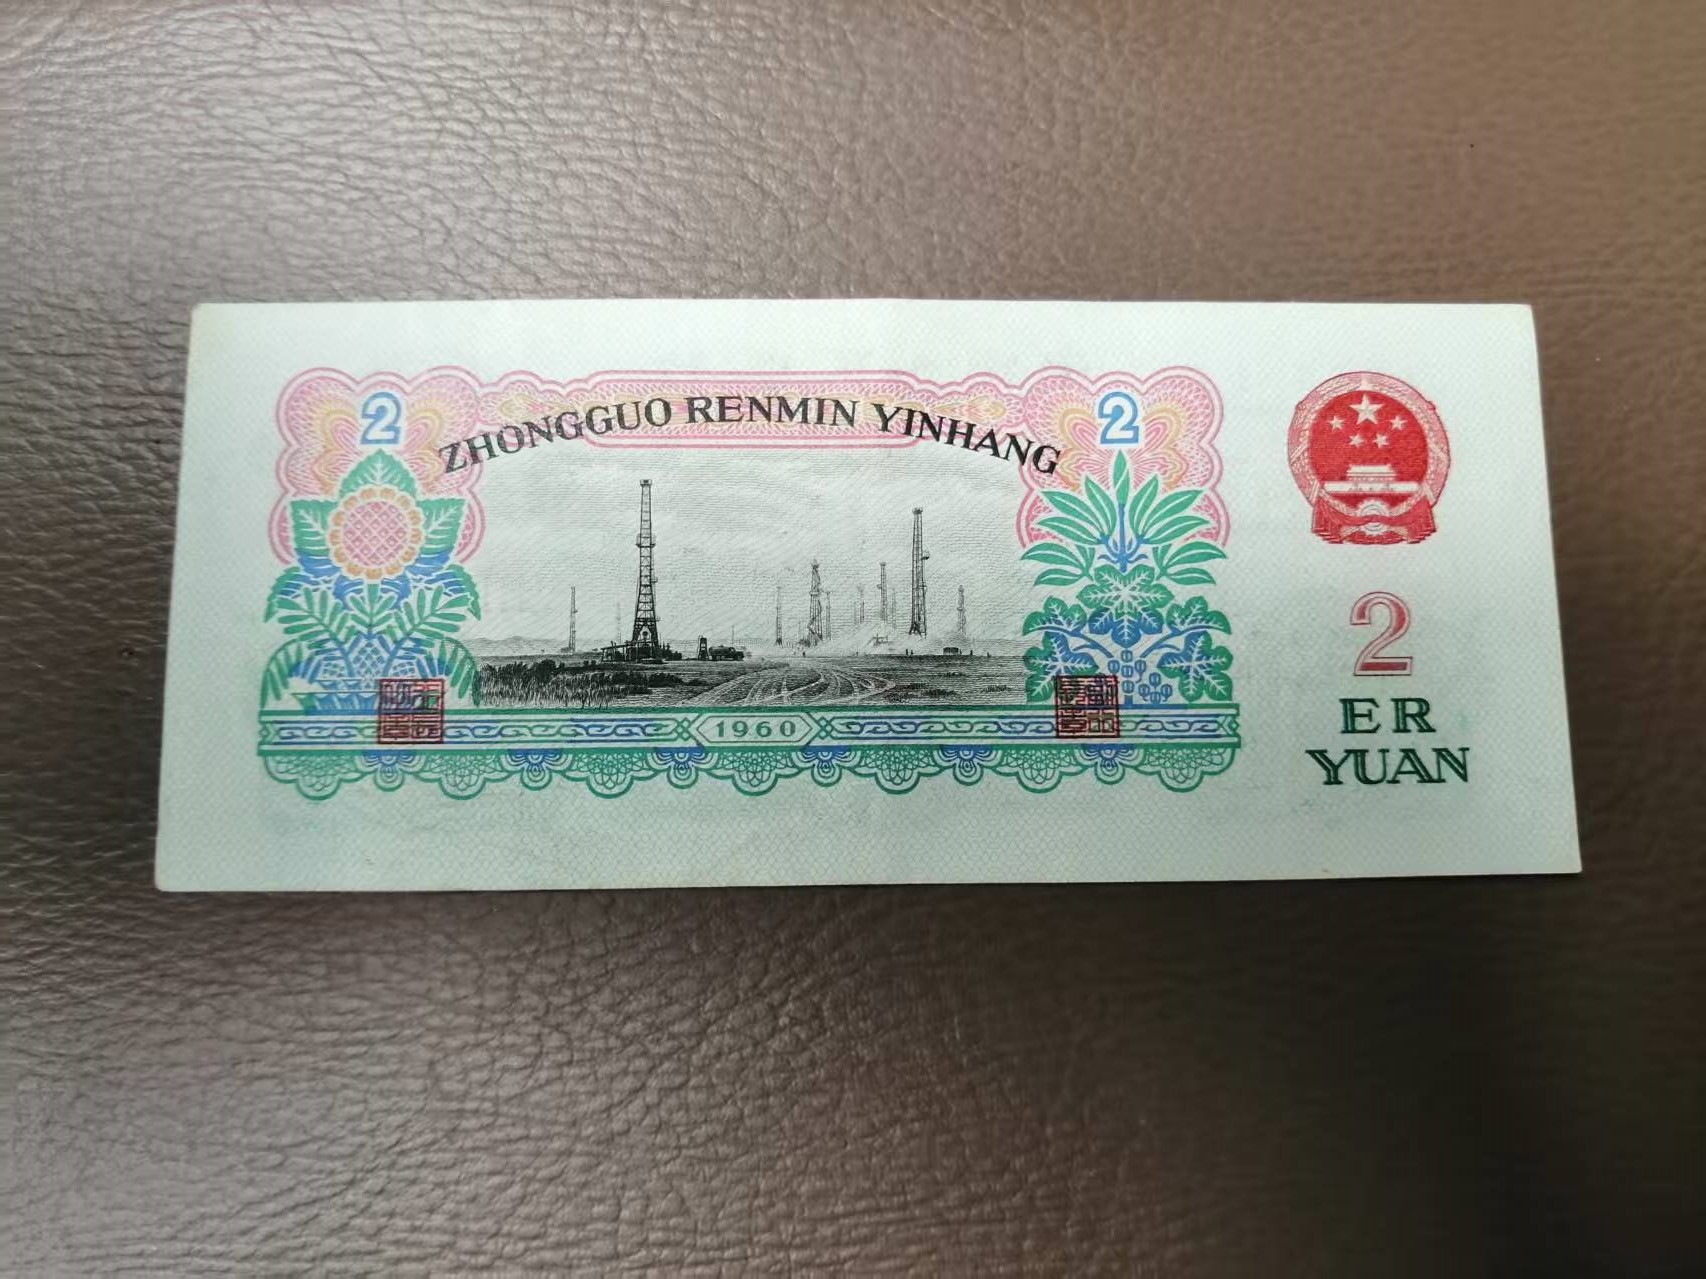 2
2
ZHONGGUO RENMIN YINHANG
1960
2
ER
YUAN